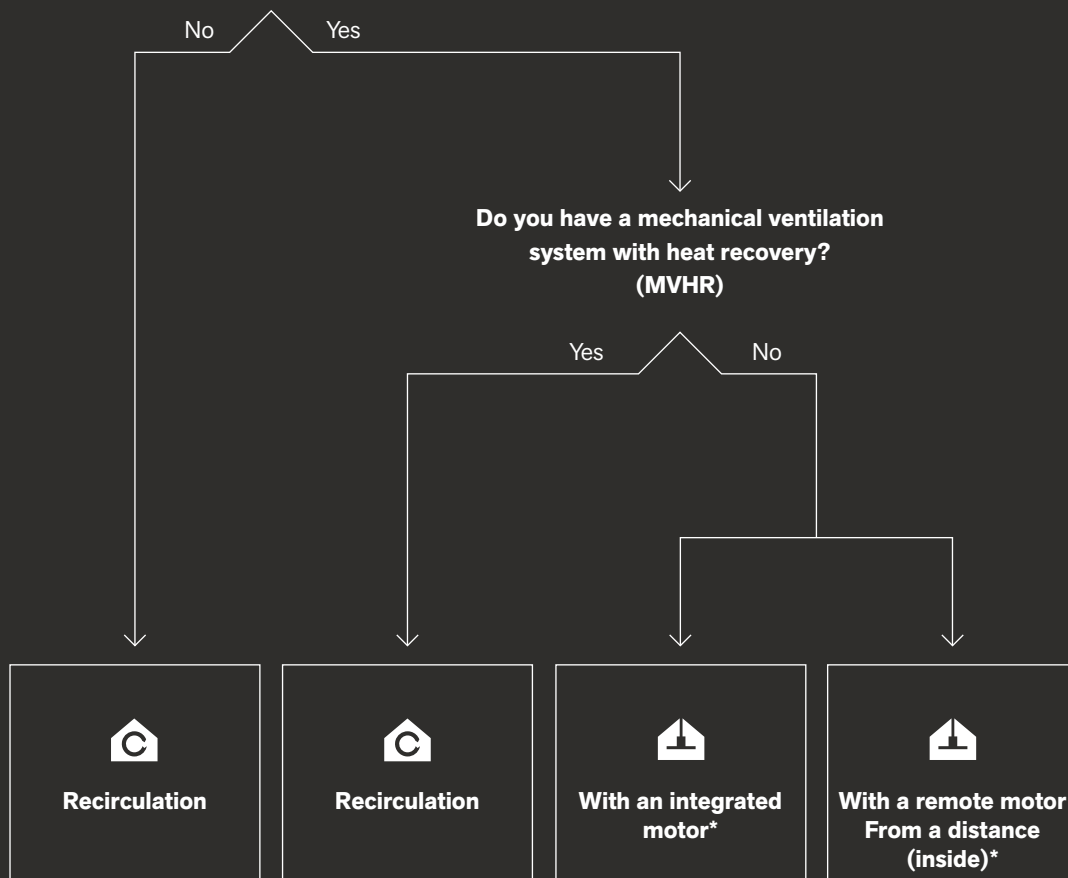 No
Yes
Do you have a mechanical ventilation
system with heat recovery?
(MVHR)
Yes
No
Recirculation
Recirculation
With an integrated
motor*
With a remote motor
From a distance
(inside)*